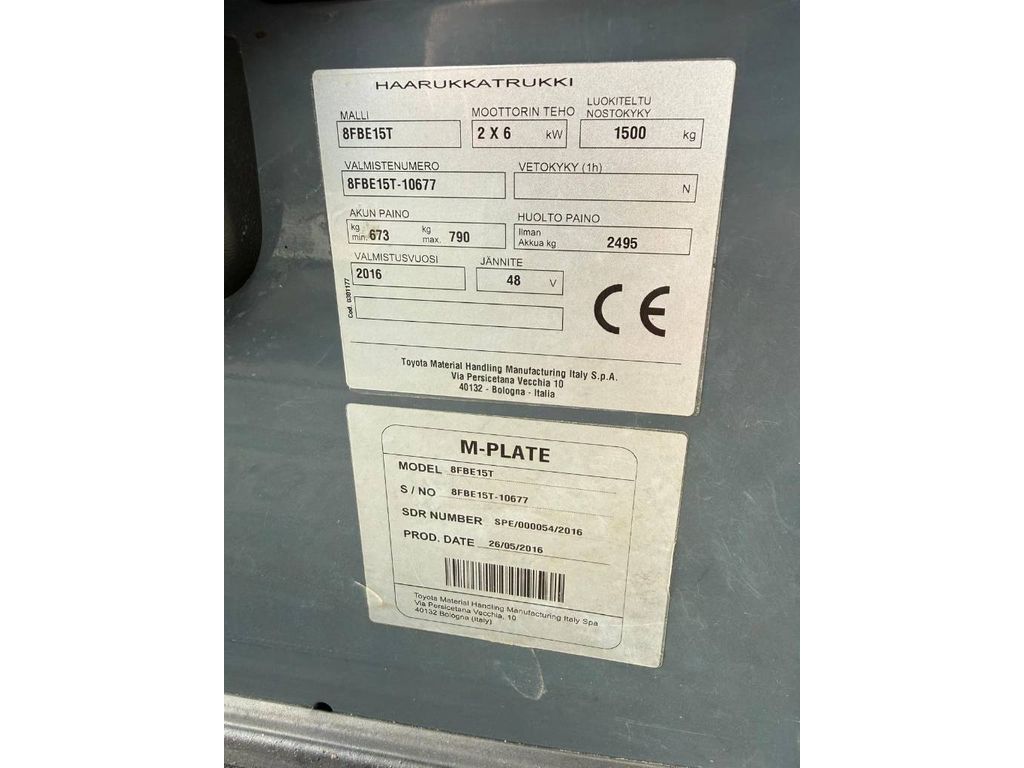 HAARUKKATRUKKI
MALLI MOOTTORIN TEHO LUOKITELTU NOSTOKYKY
8FBE15T 2 X 6 kW 1500 kg
VALMISTENUMERO VETOKYKY (1h)
8FBE15T-10677 N
AKUN PAINO HUOLTO PAINO
kg min. 673 kg max. 790 Ilman Akkua kg 2495
VALMISTUSVUOSI JÄNNITE
2016 48 V
CE
Cod. 0381177
Toyota Material Handling Manufacturing Italy S.p.A.
Via Persicetana Vecchia 10
40132 - Bologna - Italia
M-PLATE
MODEL 8FBE15T
S / NO 8FBE15T-10677
SDR NUMBER SPE/000054/2016
PROD. DATE 26/05/2016
Toyota Material Handling Manufacturing Italy Spa
Via Persicetana Vecchia, 10
40132 Bologna (Italy)